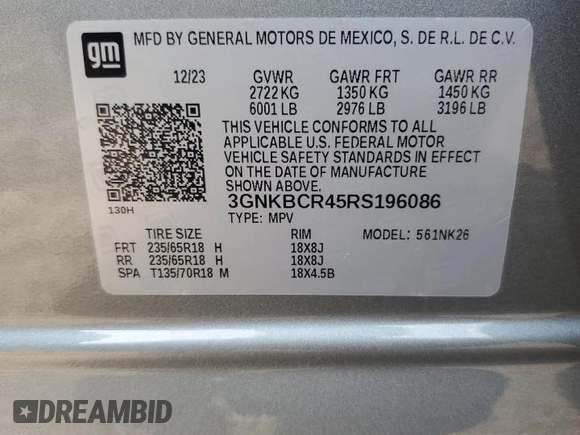 gm
MFD BY GENERAL MOTORS DE MEXICO, S. DE R.L. DE C.V.
12/23 GVWR GAWR FRT GAWR RR
2722 KG 1350 KG 1450 KG
6001 LB 2976 LB 3196 LB
THIS VEHICLE CONFORMS TO ALL
APPLICABLE U.S. FEDERAL MOTOR
VEHICLE SAFETY STANDARDS IN EFFECT
ON THE DATE OF MANUFACTURE
SHOWN ABOVE.
130H
3GNKBCR45RS196086
TYPE: MPV
TIRE SIZE RIM MODEL: 561NK26
FRT 235/65R18 H 18X8J
RR 235/65R18 H 18X8J
SPA T135/70R18 M 18X4.5B
DREAMBID